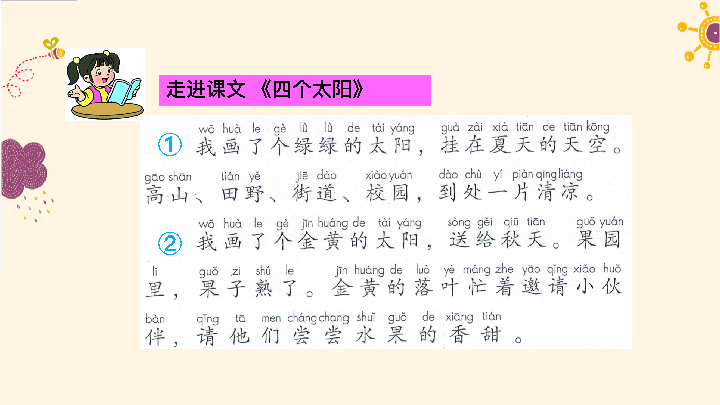 走进课文 《四个太阳》
wǒ huà le gè lǜ lǜ de tài yáng guà zài xià tiān de tiān kōng
① 我画了个绿绿的太阳，挂在夏天的天空。
gāo shān tián yě jiē dào xiào yuán dào chù yí piàn qīng liáng
高山、田野、街道、校园，到处一片清凉。
wǒ huà le gè jīn huáng de tài yáng sòng gěi qiū tiān guǒ yuán
② 我画了个金黄的太阳，送给秋天。果园
lǐ guǒ zi shú le jīn huáng de luò yè máng zhe yāo qǐng xiǎo huǒ
里，果子熟了。金黄的落叶忙着邀请小伙
bàn qǐng tā men cháng chang shuǐ guǒ de xiāng tián
伴，请他们尝尝水果的香甜。